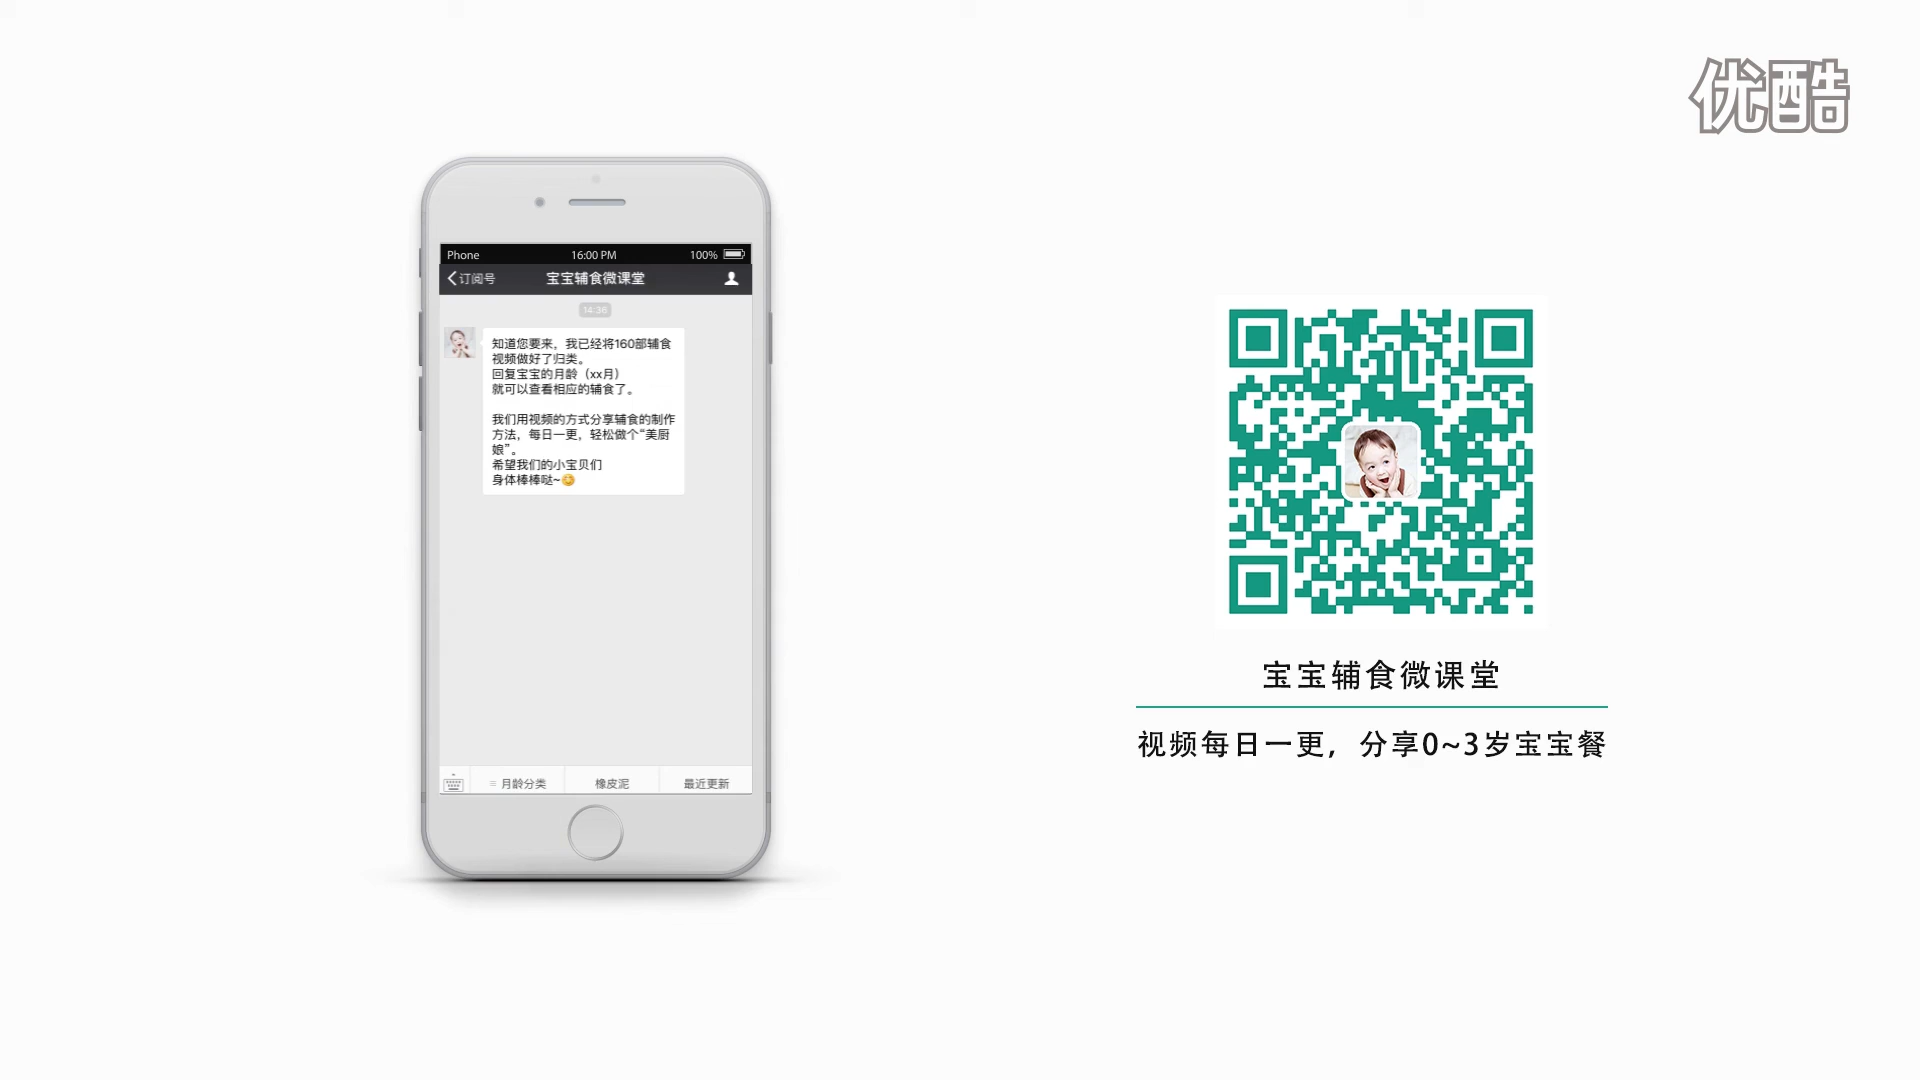 优酷
Phone 16:00 PM 100%
订阅号 宝宝辅食微课堂
14:36
知道您要来，我已经将160部辅食
视频做好了归类。
回复宝宝的月龄（xx月）
就可以查看相应的辅食了。
我们用视频的方式分享辅食的制作
方法，每日一更，轻松做个“美厨
娘”。
希望我们的小宝贝们
身体棒棒哒~😊
月龄分类 橡皮泥 最近更新
宝宝辅食微课堂
视频每日一更，分享0~3岁宝宝餐